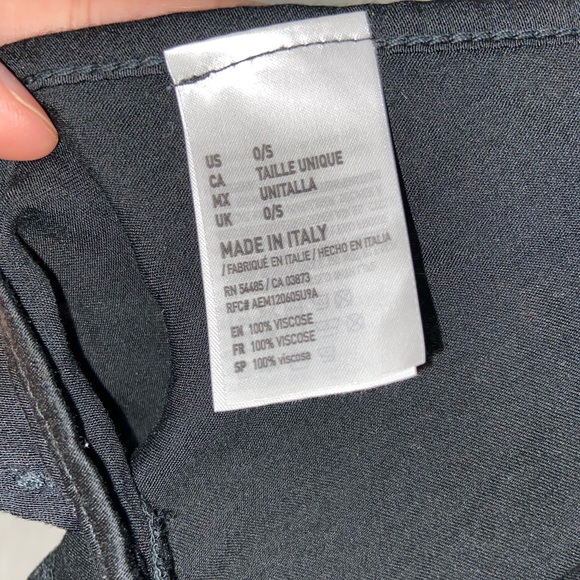 US O/S
CA TAILLE UNIQUE
MX UNITALLA
UK O/S
MADE IN ITALY
/ FABRIQUÉ EN ITALIE / HECHO EN ITALIA
RN 54485 / CA 03873
RFC# AEM120605U9A
EN 100% VISCOSE
FR 100% VISCOSE
SP 100% viscosa